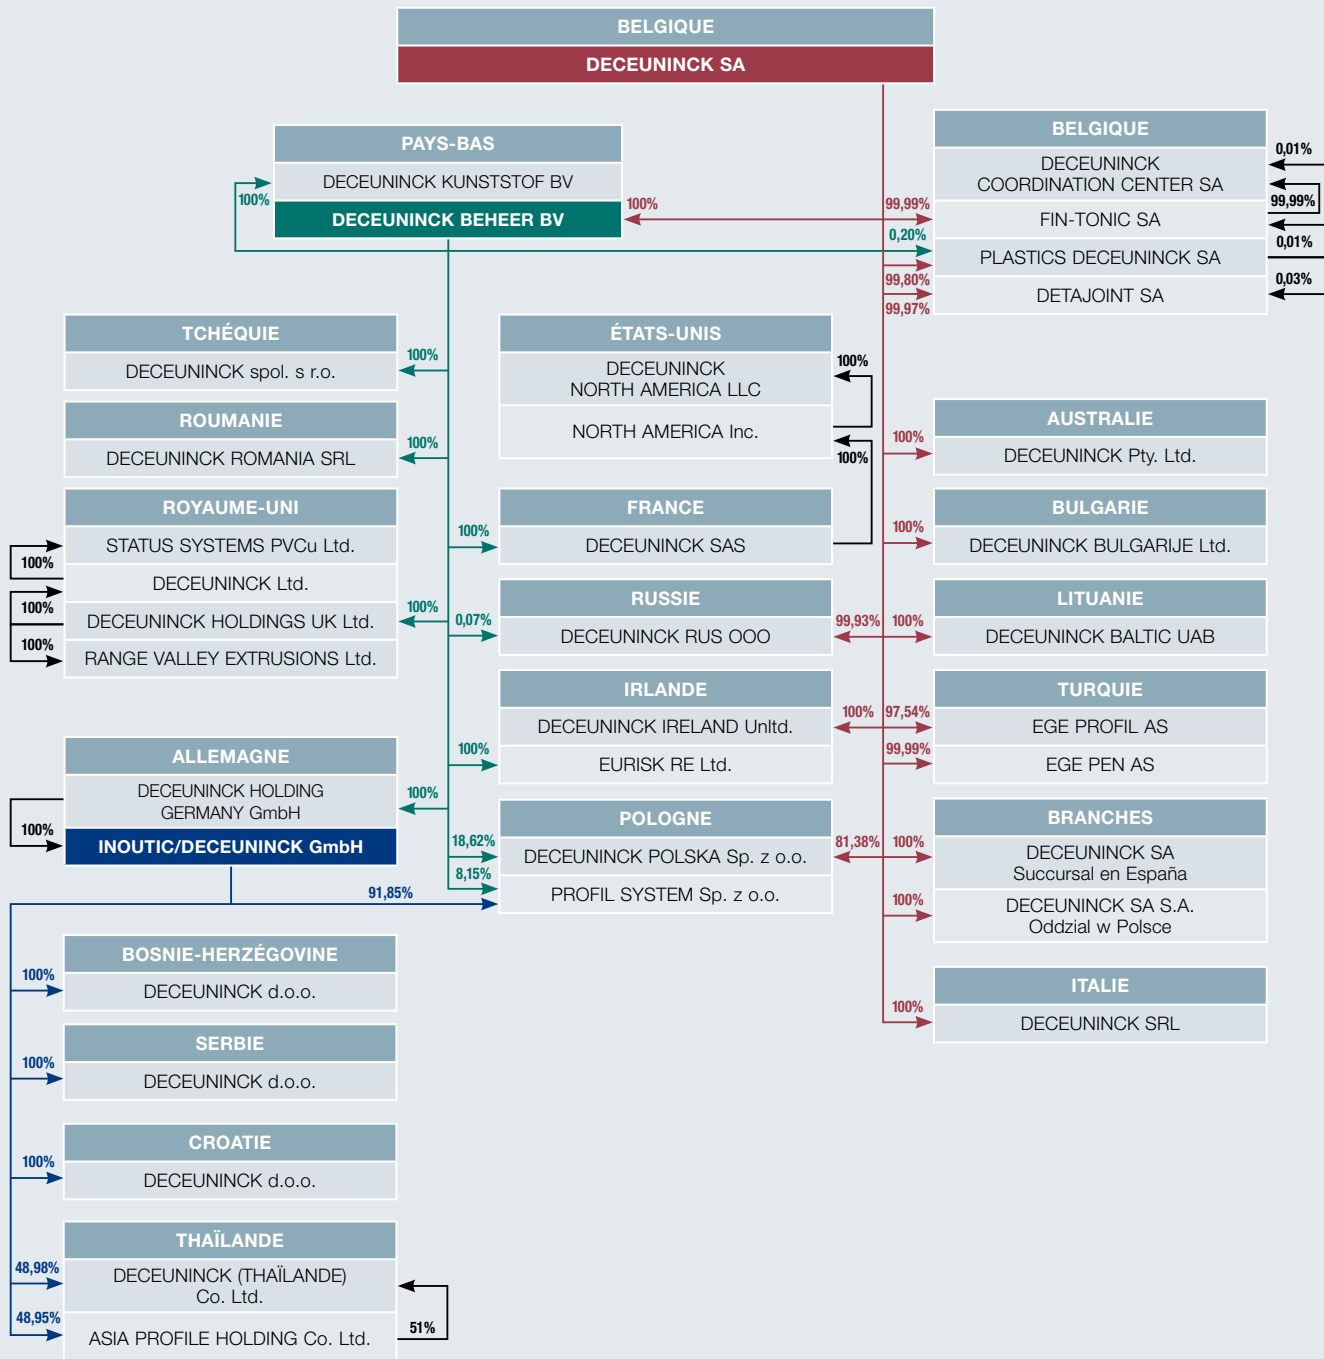 BELGIQUE
DECEUNINCK SA
PAYS-BAS
DECEUNINCK KUNSTSTOF BV
DECEUNINCK BEHEER BV
100%
100%
99,99%
0,20%
99,80%
99,97%
BELGIQUE
DECEUNINCK
COORDINATION CENTER SA
FIN-TONIC SA
PLASTICS DECEUNINCK SA
DETAJOINT SA
0,01%
99,99%
0,01%
0,03%
TCHÉQUIE
DECEUNINCK spol. s r.o.
100%
ROUMANIE
DECEUNINCK ROMANIA SRL
100%
ROYAUME-UNI
STATUS SYSTEMS PVCu Ltd.
DECEUNINCK Ltd.
DECEUNINCK HOLDINGS UK Ltd.
RANGE VALLEY EXTRUSIONS Ltd.
100%
100%
100%
100%
ÉTATS-UNIS
DECEUNINCK
NORTH AMERICA LLC
NORTH AMERICA Inc.
100%
100%
FRANCE
DECEUNINCK SAS
100%
RUSSIE
DECEUNINCK RUS OOO
0,07%
99,93%
IRLANDE
DECEUNINCK IRELAND Unltd.
EURISK RE Ltd.
100%
100%
POLOGNE
DECEUNINCK POLSKA Sp. z o.o.
PROFIL SYSTEM Sp. z o.o.
18,62%
8,15%
81,38%
91,85%
AUSTRALIE
DECEUNINCK Pty. Ltd.
100%
BULGARIE
DECEUNINCK BULGARIJE Ltd.
100%
LITUANIE
DECEUNINCK BALTIC UAB
100%
TURQUIE
EGE PROFIL AS
EGE PEN AS
97,54%
99,99%
BRANCHES
DECEUNINCK SA
Succursal en España
DECEUNINCK SA S.A.
Oddzial w Polsce
100%
100%
ITALIE
DECEUNINCK SRL
100%
ALLEMAGNE
DECEUNINCK HOLDING
GERMANY GmbH
INOUTIC/DECEUNINCK GmbH
100%
100%
BOSNIE-HERZÉGOVINE
DECEUNINCK d.o.o.
100%
SERBIE
DECEUNINCK d.o.o.
100%
CROATIE
DECEUNINCK d.o.o.
100%
THAÏLANDE
DECEUNINCK (THAÏLANDE)
Co. Ltd.
ASIA PROFILE HOLDING Co. Ltd.
48,98%
48,95%
51%